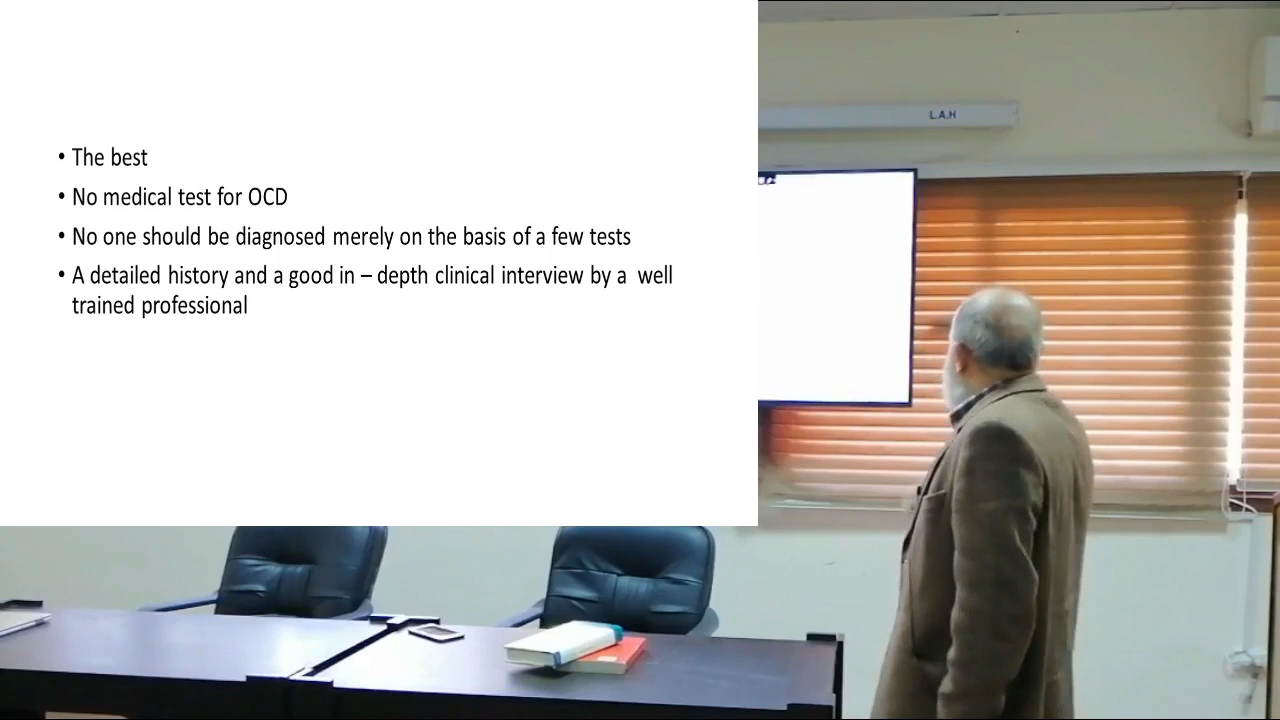 • The best
• No medical test for OCD
• No one should be diagnosed merely on the basis of a few tests
• A detailed history and a good in – depth clinical interview by a  well
trained professional
L.A.H